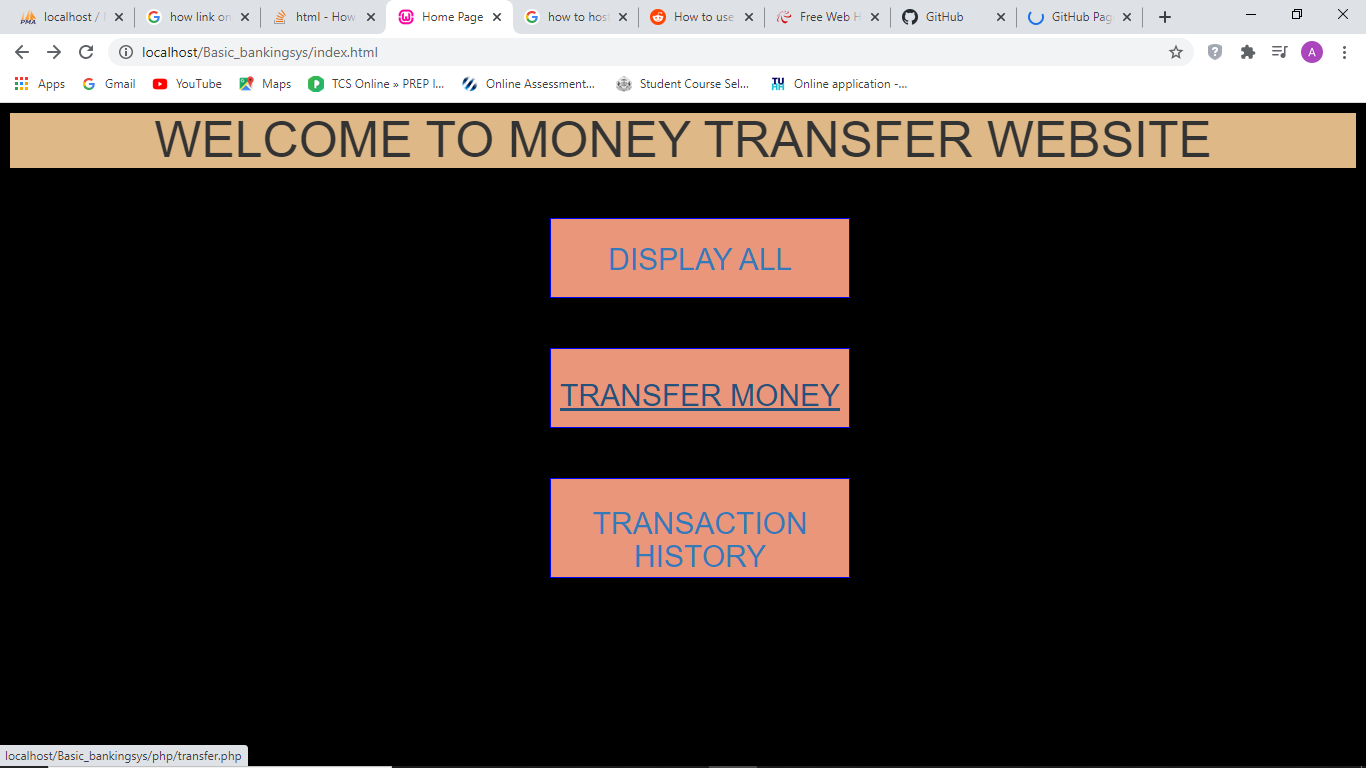 localhost / 
how link on
html - How
Home Page
how to host
How to use
Free Web H
GitHub
GitHub Pag
localhost/Basic_bankingsys/index.html
A
Apps
Gmail
YouTube
Maps
TCS Online » PREP I...
Online Assessment...
Student Course Sel...
Online application -...
WELCOME TO MONEY TRANSFER WEBSITE
DISPLAY ALL
TRANSFER MONEY
TRANSACTION
HISTORY
localhost/Basic_bankingsys/php/transfer.php